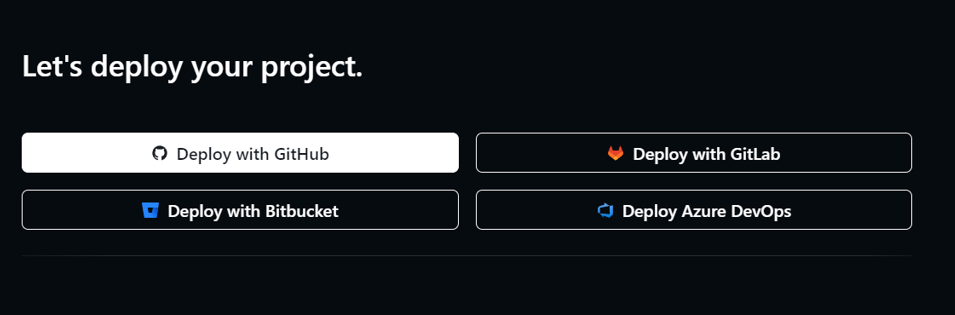 Let's deploy your project.
Deploy with GitHub
Deploy with GitLab
Deploy with Bitbucket
Deploy Azure DevOps